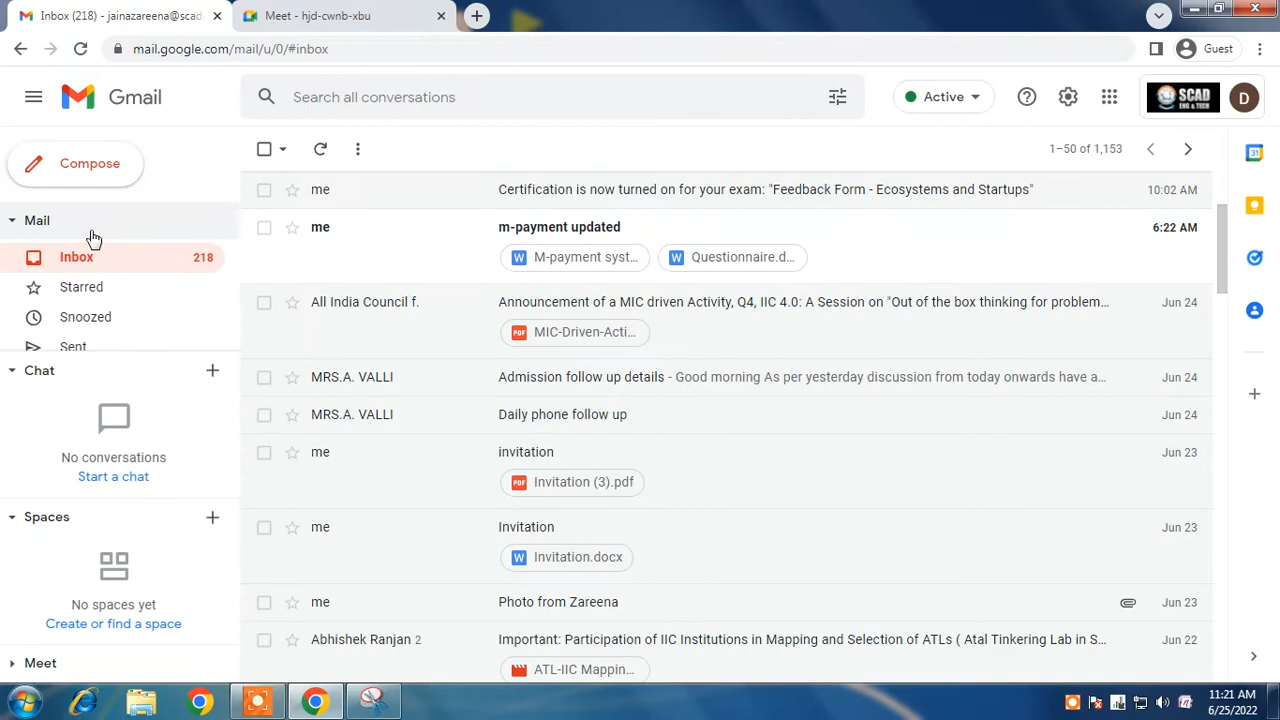 Inbox (218) - jainazareena@scad
Meet - hjd-cwnb-xbu
mail.google.com/mail/u/0/#inbox
Guest
Gmail
Search all conversations
Active
SCAD
ENG & TECH
D
Compose
1–50 of 1,153
me
Certification is now turned on for your exam: "Feedback Form - Ecosystems and Startups"
10:02 AM
Mail
me
m-payment updated
6:22 AM
Inbox
218
M-payment syst...
Questionnaire.d...
Starred
All India Council f.
Announcement of a MIC driven Activity, Q4, IIC 4.0: A Session on "Out of the box thinking for problem...
Jun 24
Snoozed
MIC-Driven-Acti...
Sent
Chat
MRS.A. VALLI
Admission follow up details - Good morning As per yesterday discussion from today onwards have a...
Jun 24
MRS.A. VALLI
Daily phone follow up
Jun 24
No conversations
Start a chat
me
invitation
Jun 23
Invitation (3).pdf
Spaces
me
Invitation
Jun 23
Invitation.docx
No spaces yet
Create or find a space
me
Photo from Zareena
Jun 23
Abhishek Ranjan 2
Important: Participation of IIC Institutions in Mapping and Selection of ATLs ( Atal Tinkering Lab in S...
Jun 22
Meet
ATL-IIC Mappin...
11:21 AM
6/25/2022